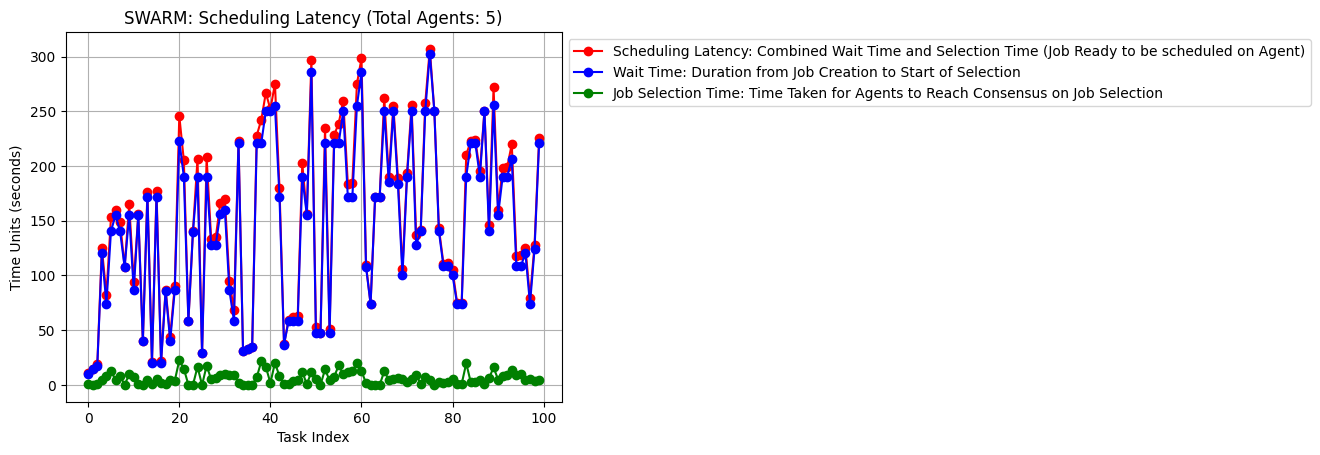 SWARM: Scheduling Latency (Total Agents: 5)
Scheduling Latency: Combined Wait Time and Selection Time (Job Ready to be scheduled on Agent)
Wait Time: Duration from Job Creation to Start of Selection
Job Selection Time: Time Taken for Agents to Reach Consensus on Job Selection
Time Units (seconds)
300
250
200
150
100
50
0
0 20 40 60 80 100
Task Index